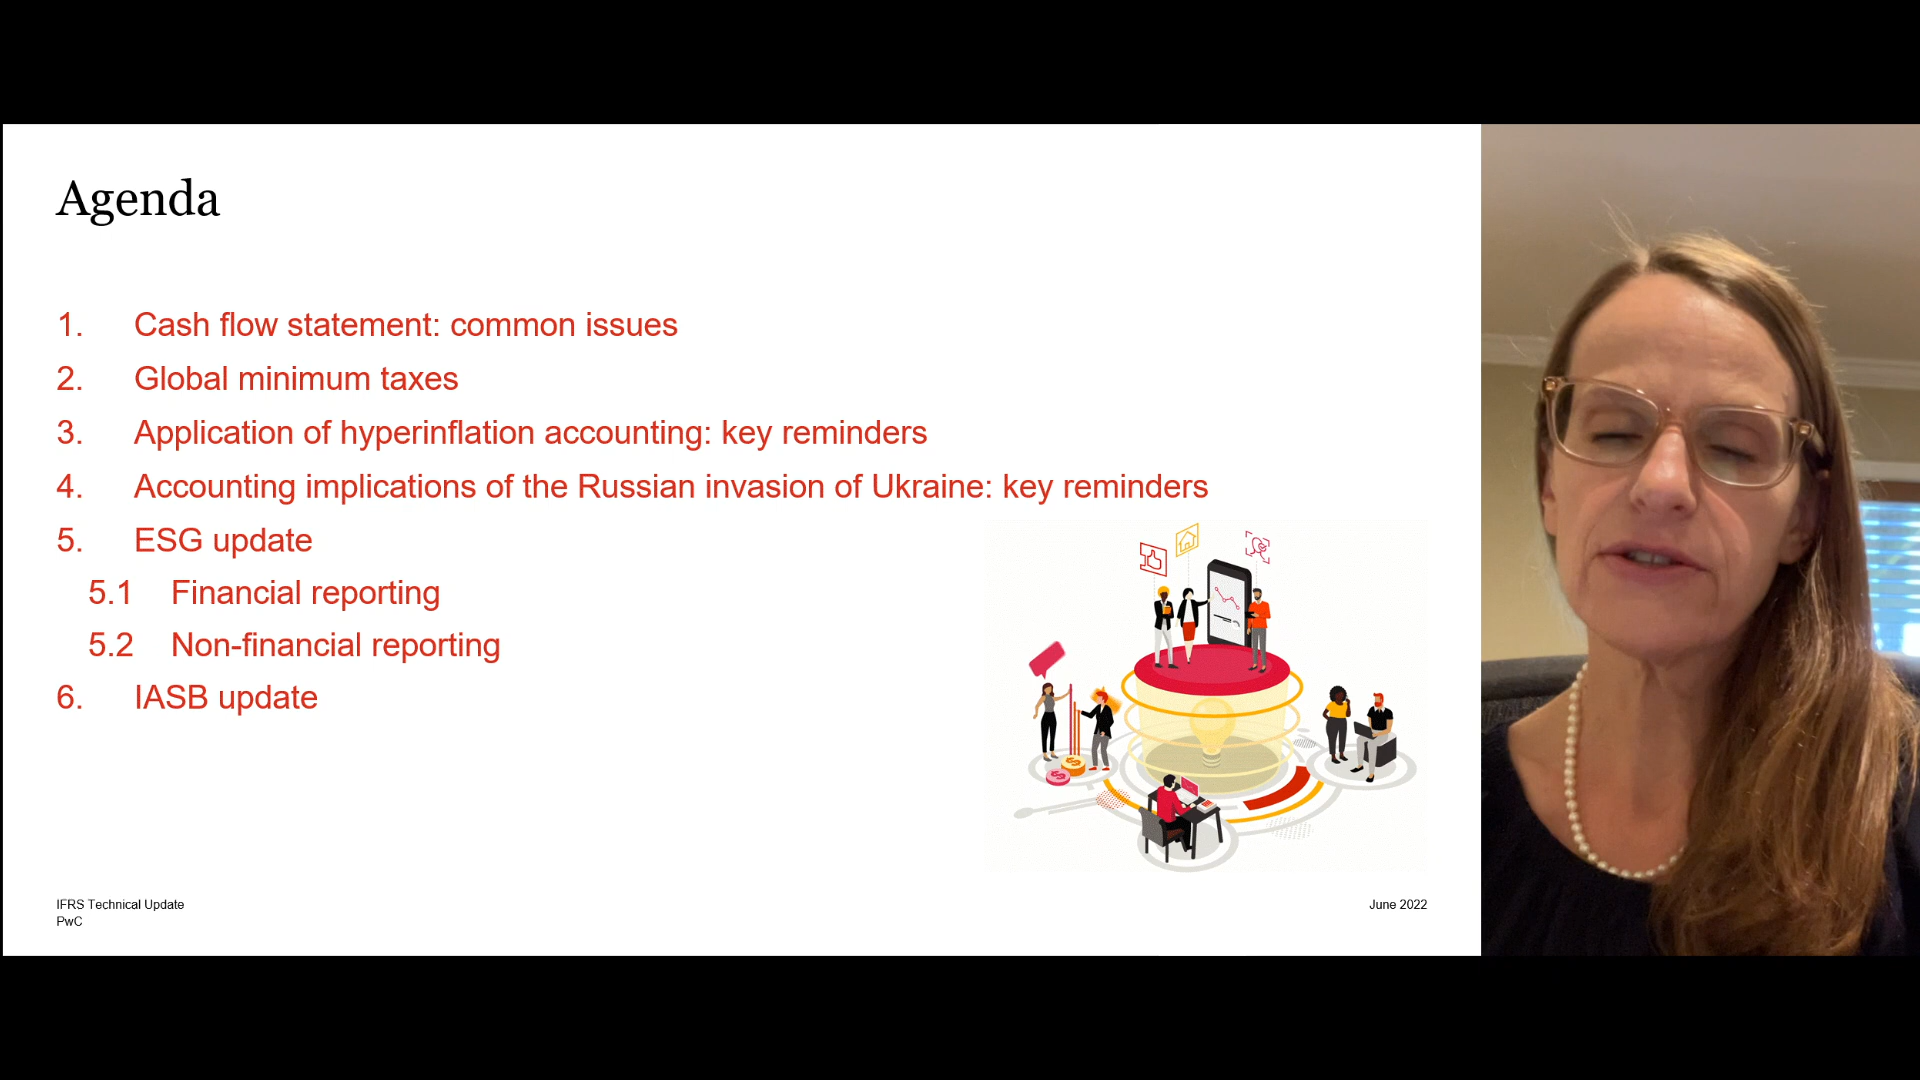 Agenda
1. Cash flow statement: common issues
2. Global minimum taxes
3. Application of hyperinflation accounting: key reminders
4. Accounting implications of the Russian invasion of Ukraine: key reminders
5. ESG update
5.1 Financial reporting
5.2 Non-financial reporting
6. IASB update
IFRS Technical Update
PwC
June 2022